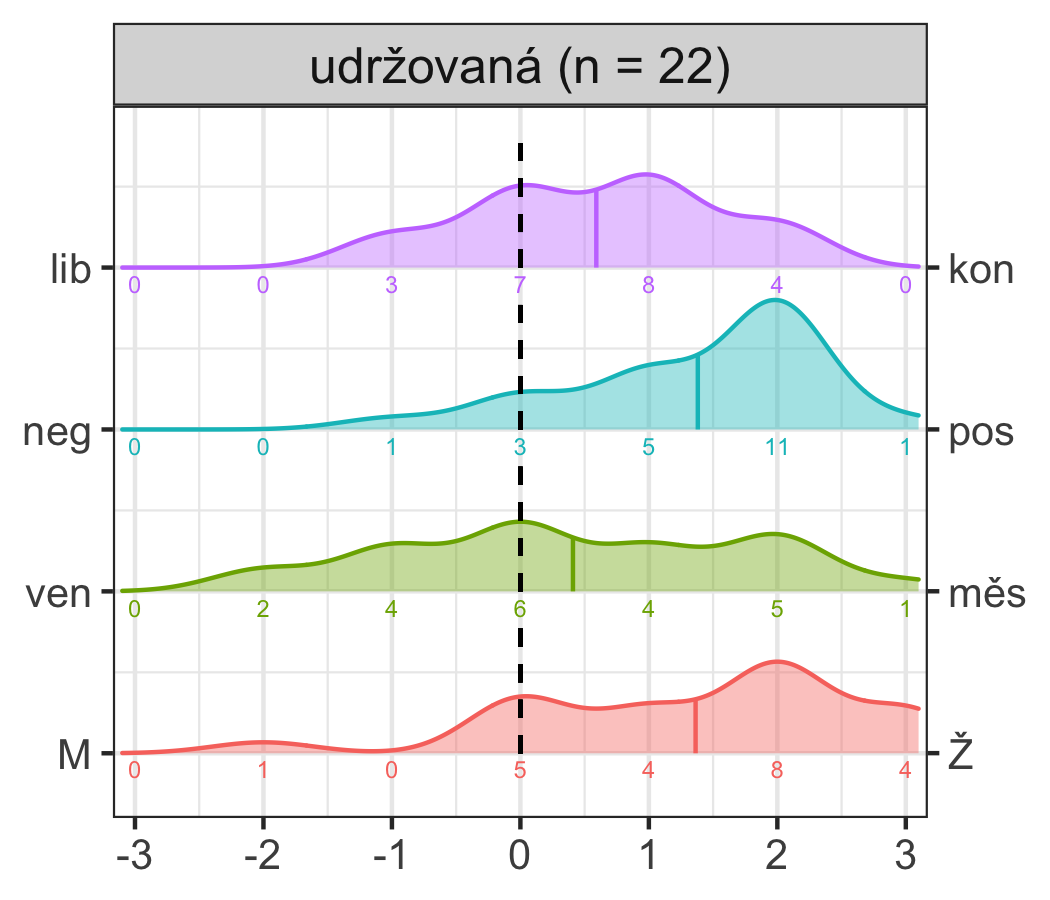 udržovaná (n = 22)
lib kon
0 0 3 7 8 4 0
neg pos
0 0 1 3 5 11 1
ven měs
0 2 4 6 4 5 1
M Ž
0 1 0 5 4 8 4
-3 -2 -1 0 1 2 3